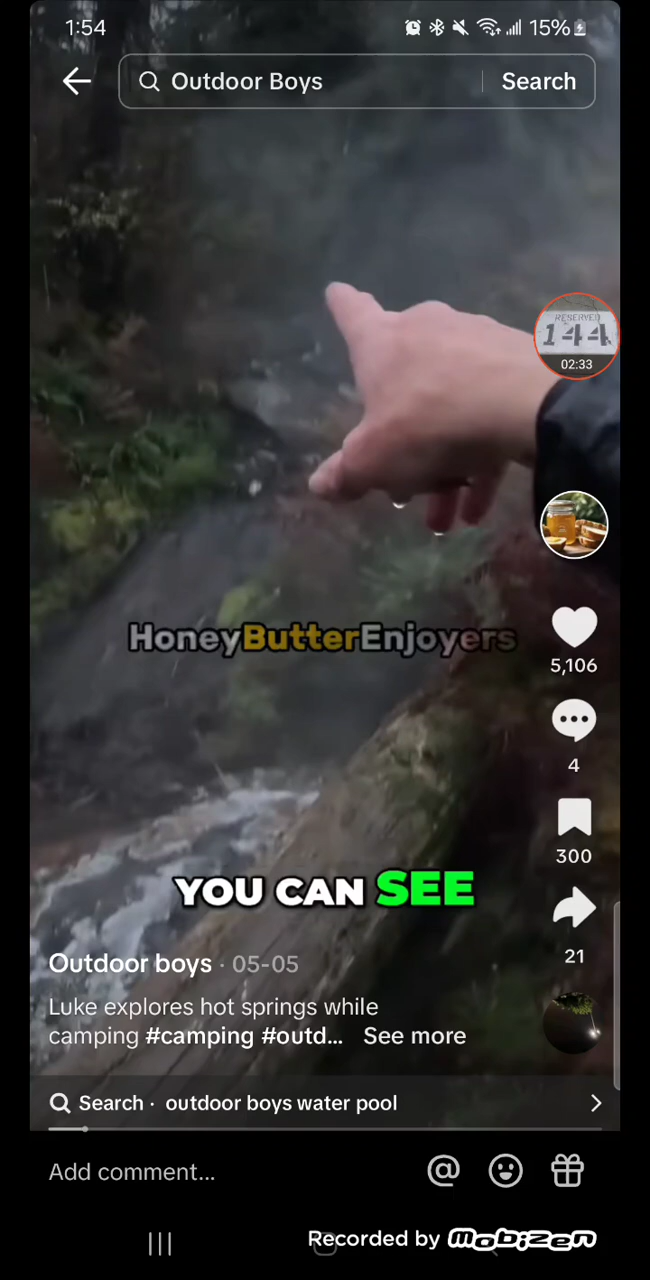 1:54
15%
Outdoor Boys
Search
RESERVED
144
02:33
HoneyButterEnjoyers
5,106
4
300
YOU CAN SEE
21
Outdoor boys · 05-05
Luke explores hot springs while
camping #camping #outd... See more
Search · outdoor boys water pool
Add comment...
Recorded by mobizen